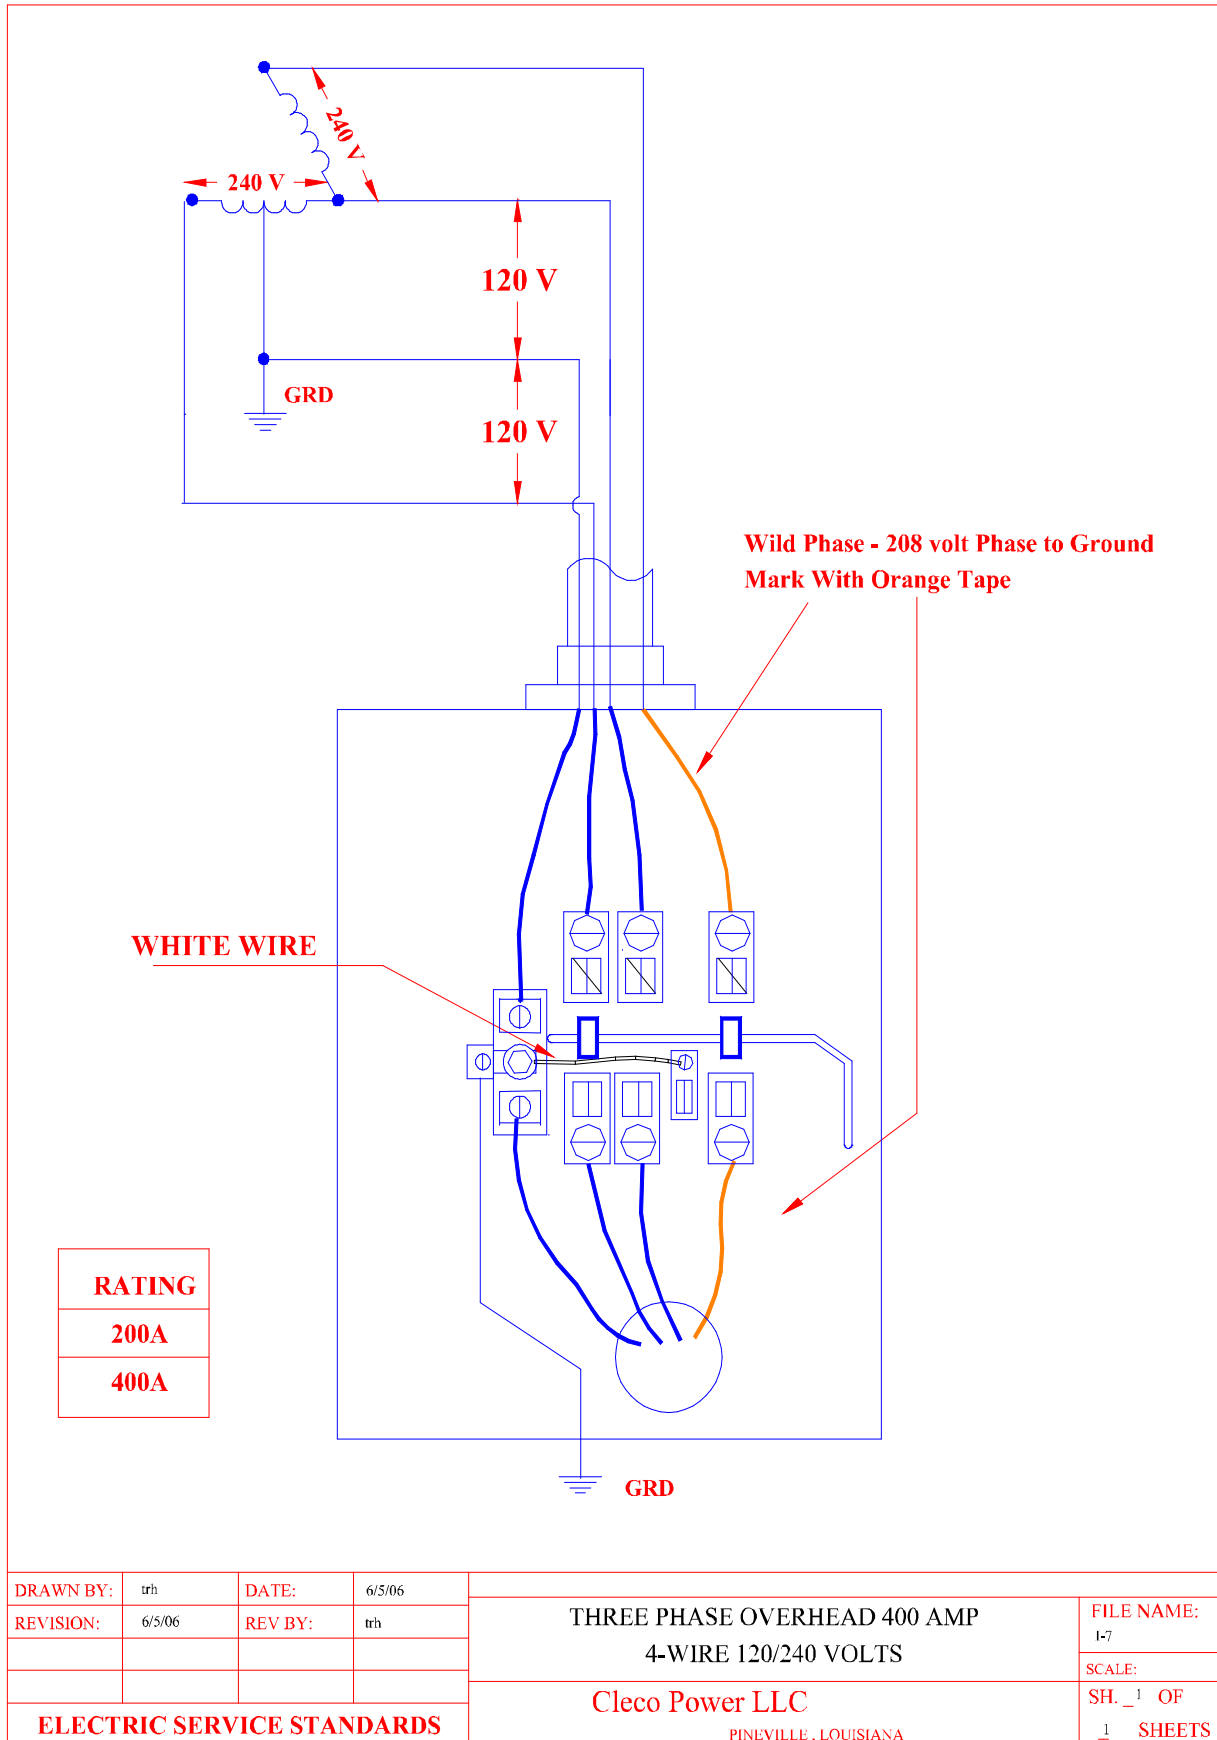 240 V
240 V
120 V
GRD
120 V
Wild Phase - 208 volt Phase to Ground
Mark With Orange Tape
WHITE WIRE
RATING
200A
400A
GRD
DRAWN BY: trh DATE: 6/5/06
REVISION: 6/5/06 REV BY: trh
ELECTRIC SERVICE STANDARDS
THREE PHASE OVERHEAD 400 AMP
4-WIRE 120/240 VOLTS
Cleco Power LLC
PINEVILLE , LOUISIANA
FILE NAME:
I-7
SCALE:
SH. _1 OF
1 SHEETS